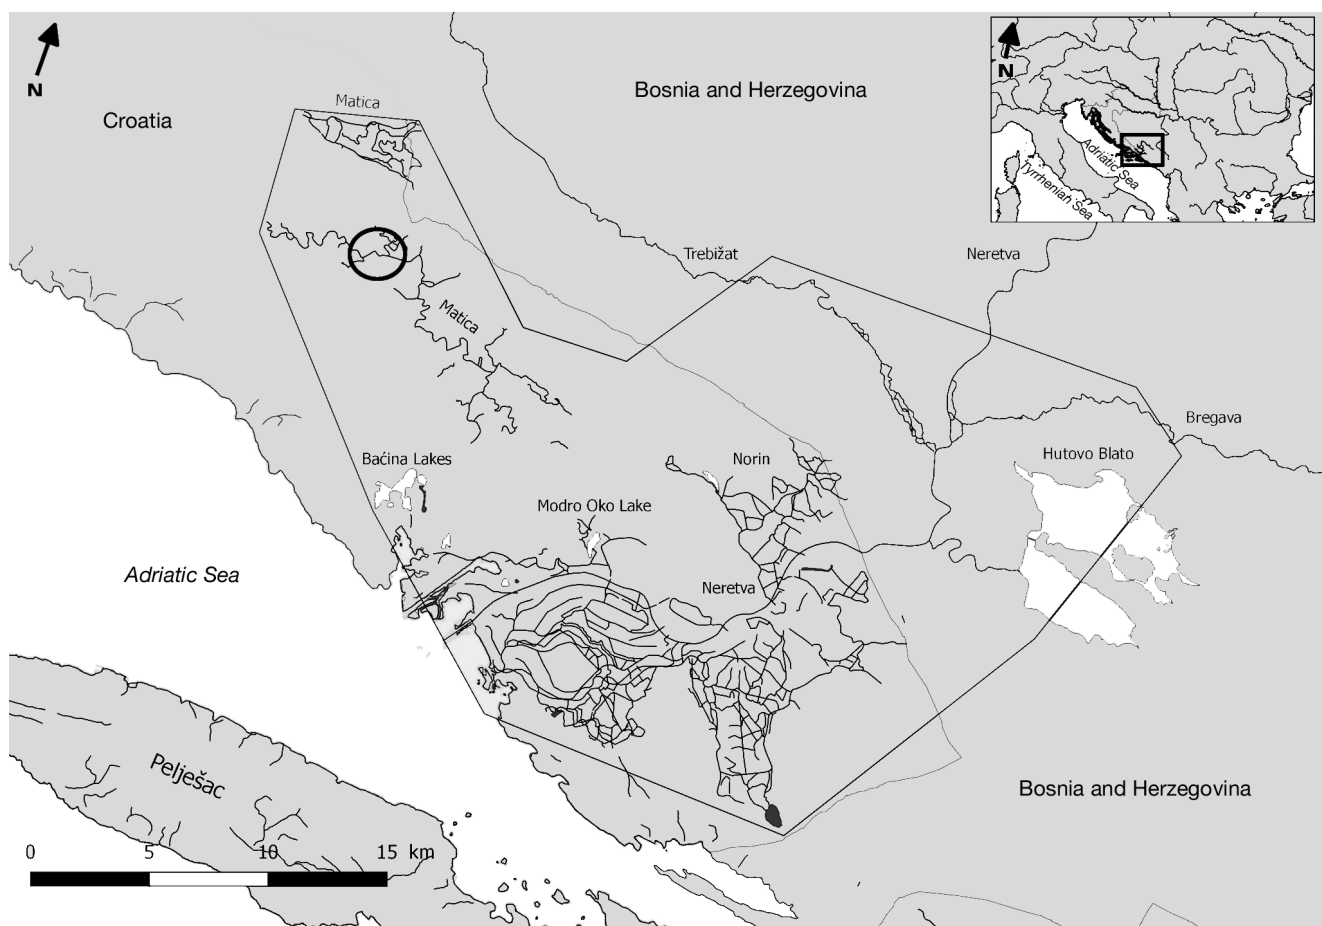 N
Croatia
Matica
Bosnia and Herzegovina
N
Adriatic Sea
Tyrrhenian Sea
Trebižat
Neretva
Matica
Bregava
Baćina Lakes
Norin
Hutovo Blato
Modro Oko Lake
Adriatic Sea
Neretva
Pelješac
Bosnia and Herzegovina
0 5 10 15 km